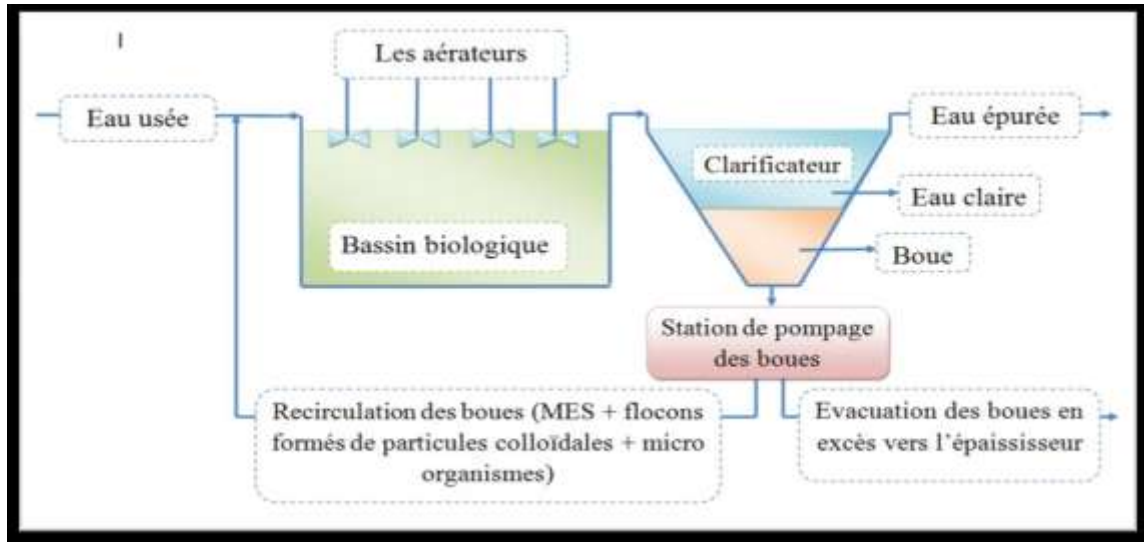 I
Les aérateurs
Eau usée
Eau épurée
Clarificateur
Eau claire
Bassin biologique
Boue
Station de pompage
des boues
Recirculation des boues (MES + flocons
formés de particules colloïdales + micro
organismes)
Evacuation des boues en
excès vers l'épaississeur